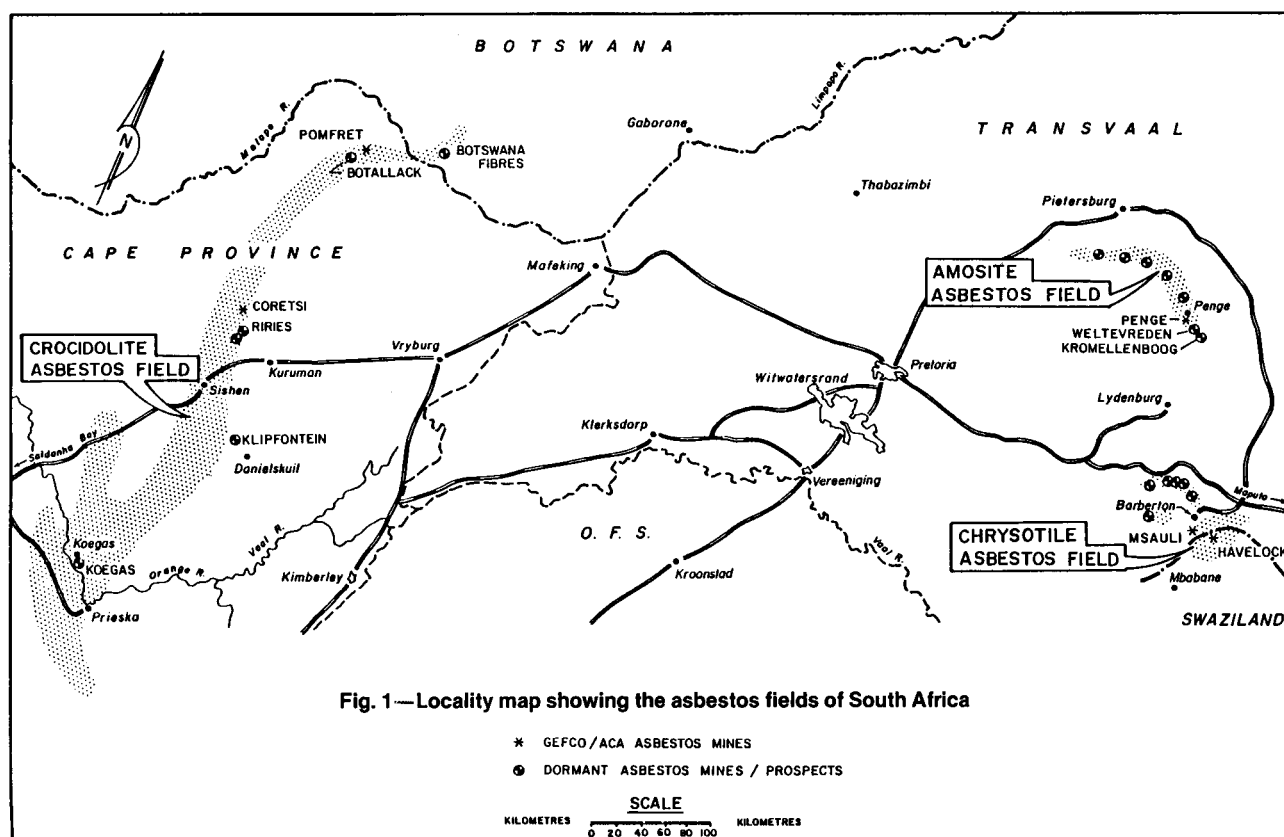 BOTSWANA
Molopo R.
Limpopo R.
Gaborone
TRANSVAAL
N
POMFRET
BOTALLACK
BOTSWANA
FIBRES
Thabazimbi
Pietersburg
CAPE PROVINCE
Mafeking
AMOSITE
ASBESTOS FIELD
CORETSI
RIRIES
Penge
PENGE
WELTEVREDEN
KROMELLENBOOG
CROCIDOLITE
ASBESTOS FIELD
Vryburg
Kuruman
Sishen
Pretoria
Witwatersrand
Lydenburg
Saldanha Bay
KLIPFONTEIN
Danielskuil
Klerksdorp
Vereeniging
Maputo
Barberton
MSAULI
HAVELOCK
CHRYSOTILE
ASBESTOS FIELD
Koegas
KOEGAS
Vaal R.
Orange R.
O.F.S.
Vaal R.
Kimberley
Kroonstad
Mbabane
Prieska
SWAZILAND
Fig. 1—Locality map showing the asbestos fields of South Africa
GEFCO/ACA ASBESTOS MINES
DORMANT ASBESTOS MINES / PROSPECTS
SCALE
KILOMETRES 0 20 40 60 80 100 KILOMETRES